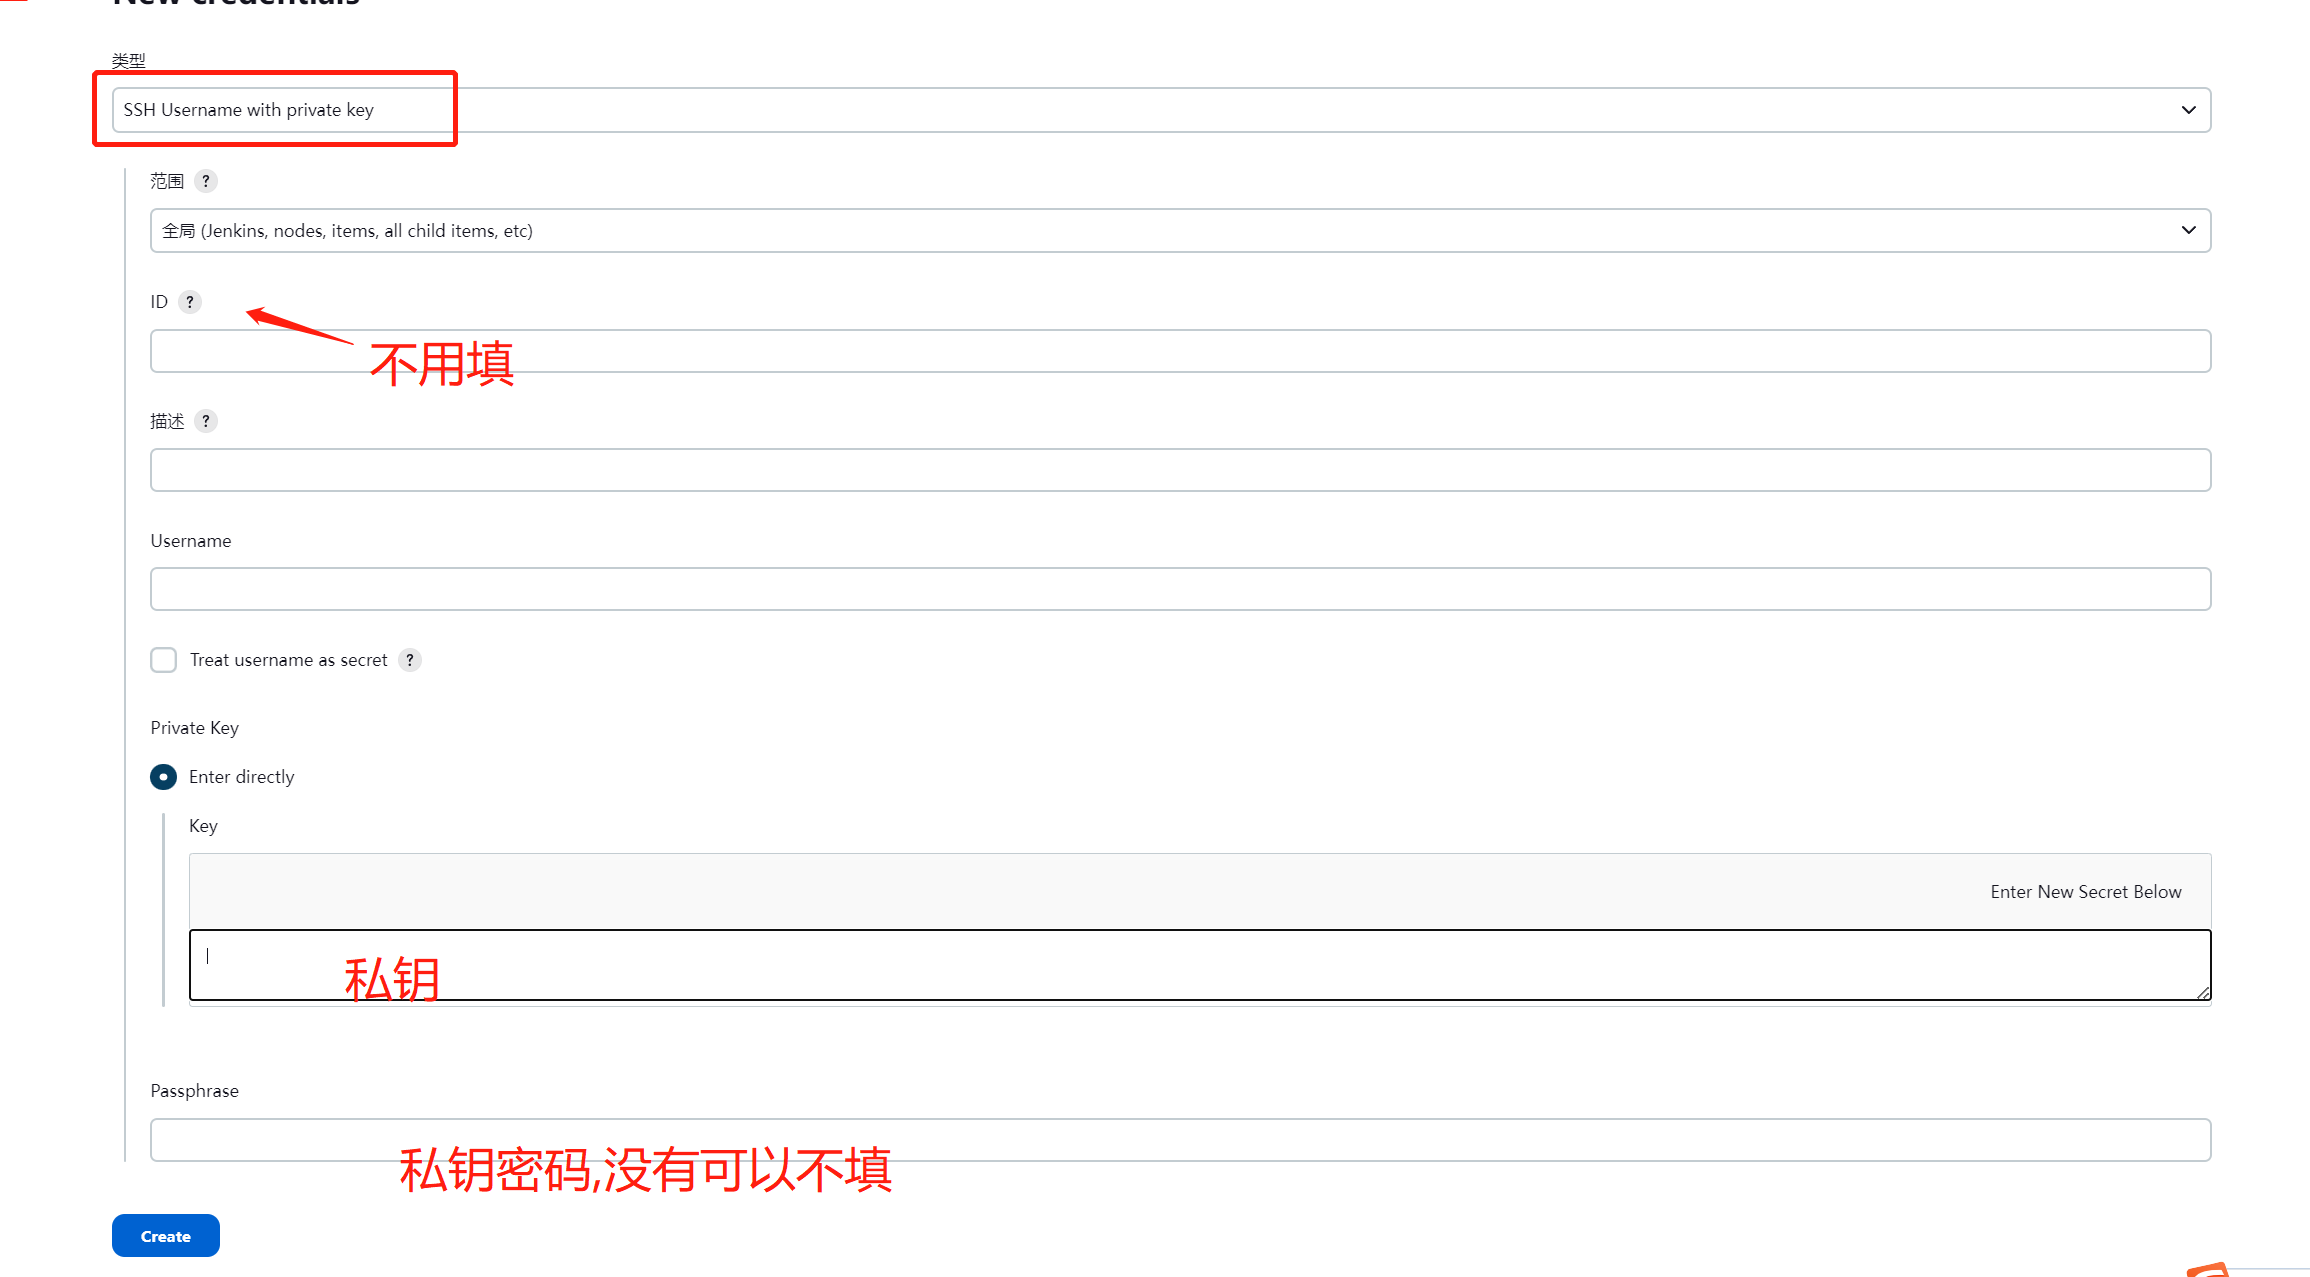 New credentials
类型
SSH Username with private key
范围 ?
全局 (Jenkins, nodes, items, all child items, etc)
ID ?
不用填
描述 ?
Username
Treat username as secret ?
Private Key
Enter directly
Key
Enter New Secret Below
私钥
Passphrase
私钥密码,没有可以不填
Create